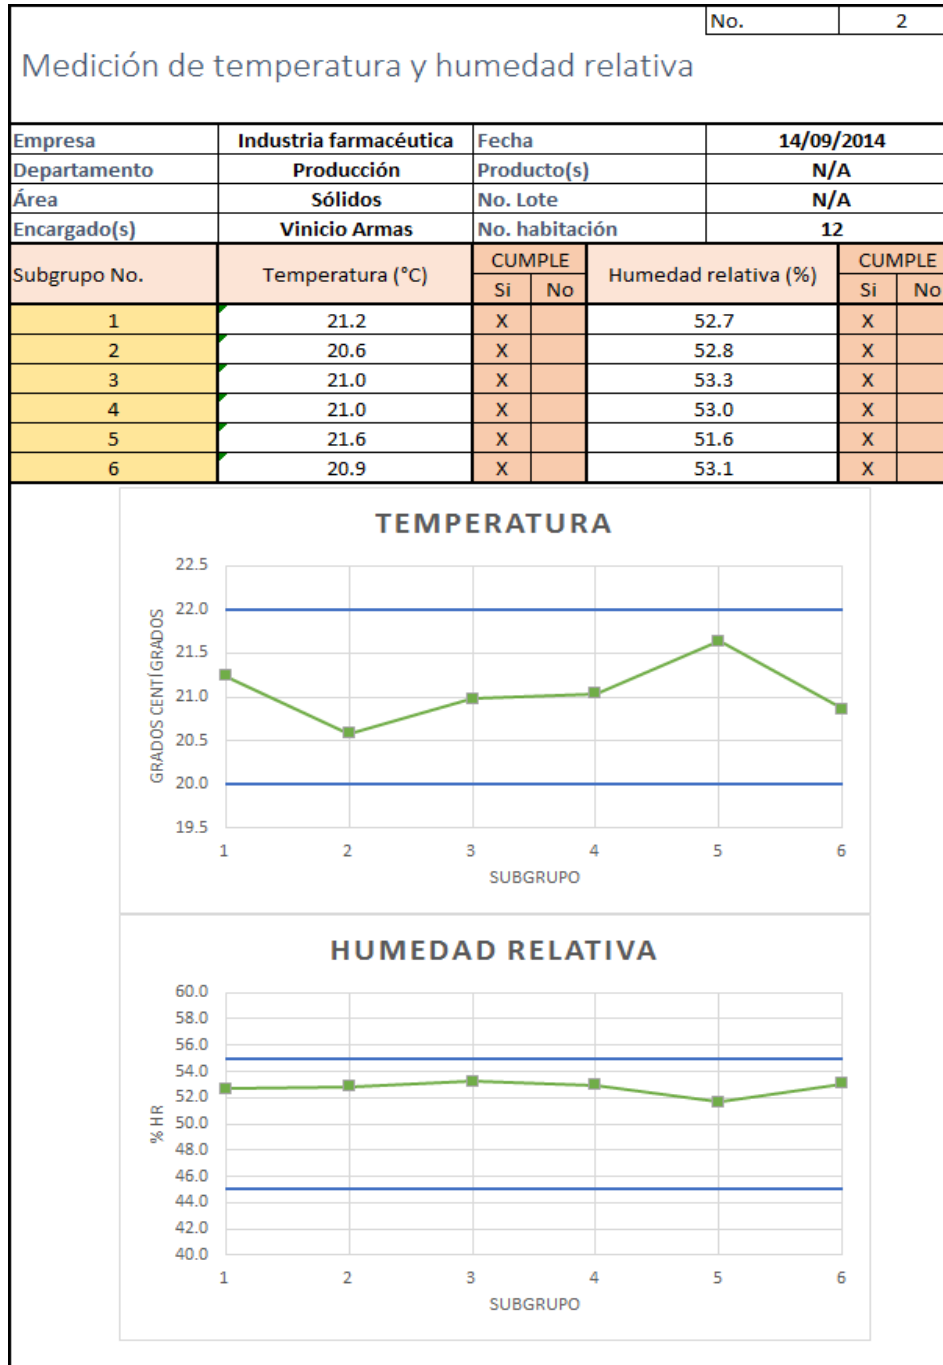 No. 2
Medición de temperatura y humedad relativa
Empresa Industria farmacéutica Fecha 14/09/2014
Departamento Producción Producto(s) N/A
Área Sólidos No. Lote N/A
Encargado(s) Vinicio Armas No. habitación 12
Subgrupo No. Temperatura (°C) CUMPLE Humedad relativa (%) CUMPLE
Si No Si No
1 21.2 X 52.7 X
2 20.6 X 52.8 X
3 21.0 X 53.3 X
4 21.0 X 53.0 X
5 21.6 X 51.6 X
6 20.9 X 53.1 X
TEMPERATURA
GRADOS CENTÍGRADOS
22.5
22.0
21.5
21.0
20.5
20.0
19.5
1 2 3 4 5 6
SUBGRUPO
HUMEDAD RELATIVA
% HR
60.0
58.0
56.0
54.0
52.0
50.0
48.0
46.0
44.0
42.0
40.0
1 2 3 4 5 6
SUBGRUPO